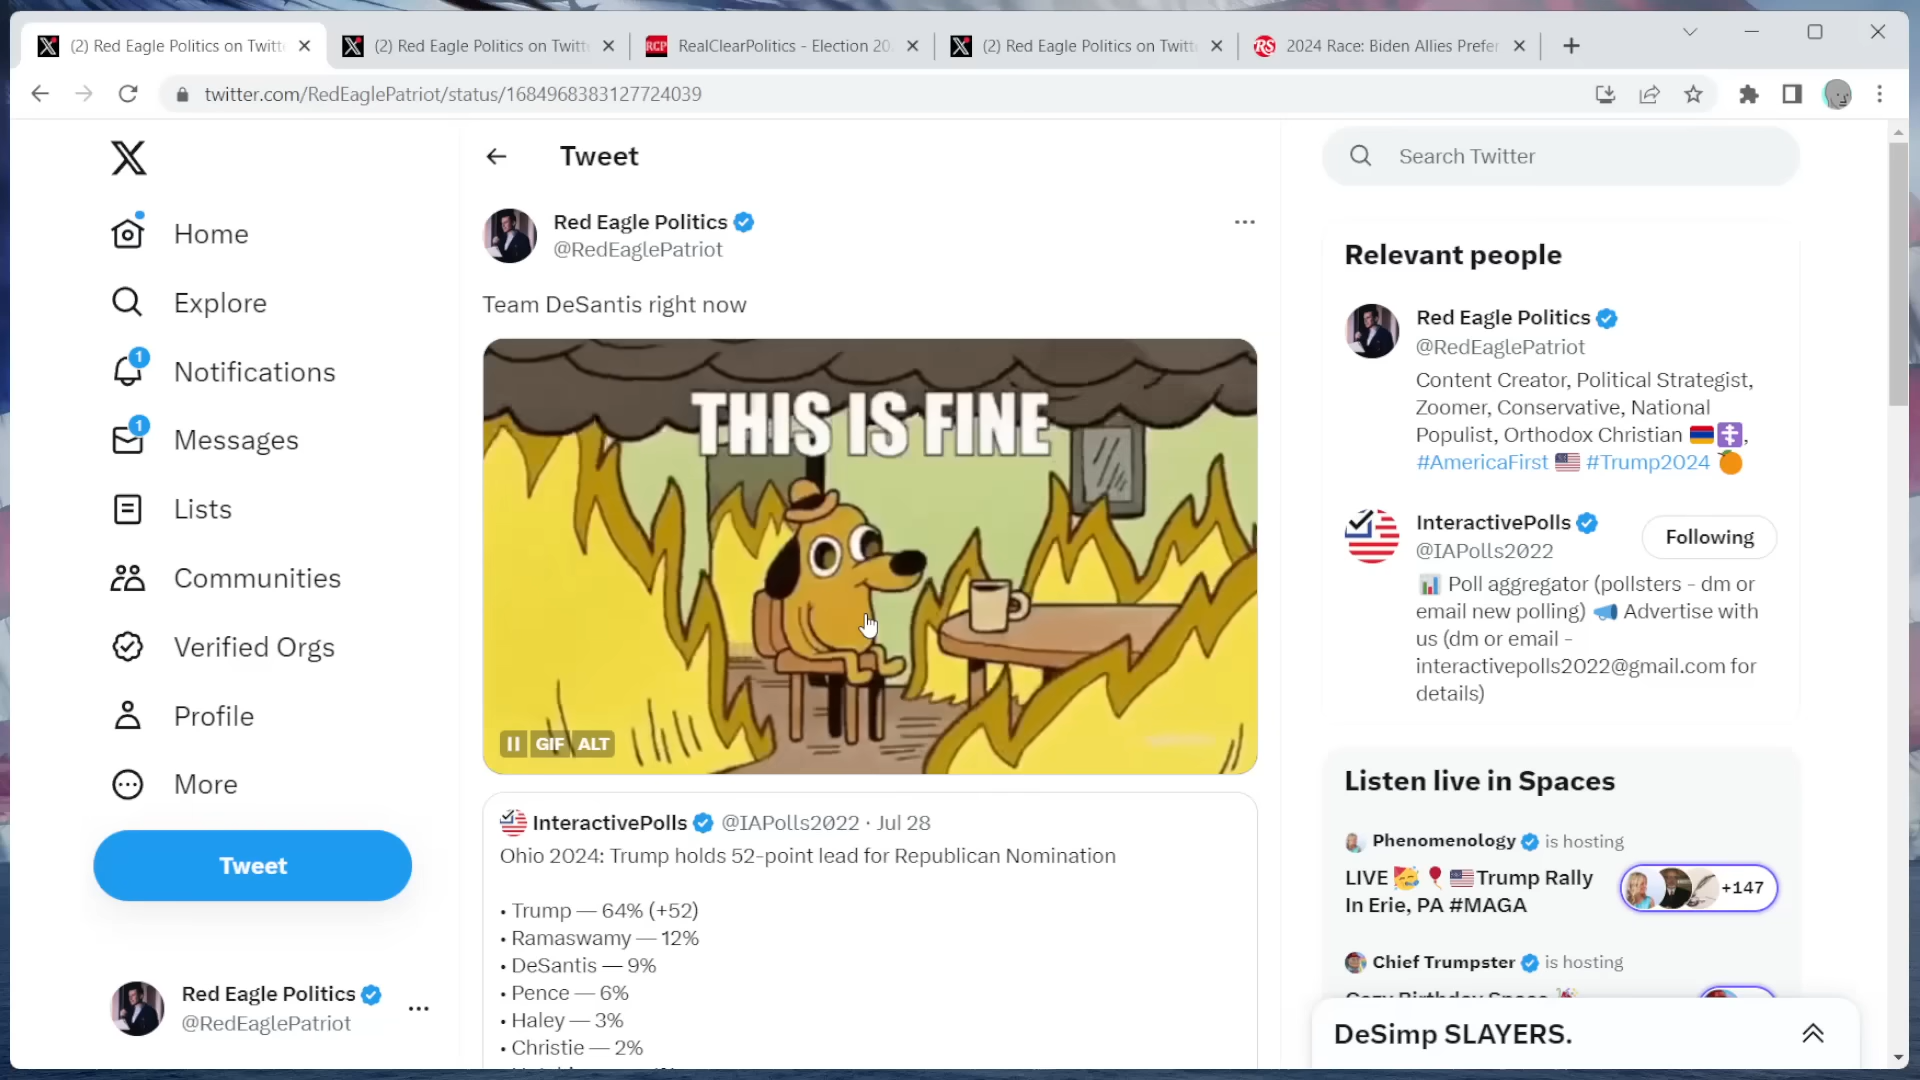 (2) Red Eagle Politics on Twitt
(2) Red Eagle Politics on Twitt
RCP RealClearPolitics - Election 20
(2) Red Eagle Politics on Twitt
RS 2024 Race: Biden Allies Prefer
twitter.com/RedEaglePatriot/status/1684968383127724039
Home
Explore
1
Notifications
1
Messages
Lists
Communities
Verified Orgs
Profile
More
Tweet
Red Eagle Politics
@RedEaglePatriot
Tweet
Red Eagle Politics
@RedEaglePatriot
Team DeSantis right now
THIS IS FINE
GIF ALT
InteractivePolls @IAPolls2022 · Jul 28
Ohio 2024: Trump holds 52-point lead for Republican Nomination
• Trump — 64% (+52)
• Ramaswamy — 12%
• DeSantis — 9%
• Pence — 6%
• Haley — 3%
• Christie — 2%
Search Twitter
Relevant people
Red Eagle Politics
@RedEaglePatriot
Content Creator, Political Strategist,
Zoomer, Conservative, National
Populist, Orthodox Christian 🇦🇲☦️,
#AmericaFirst 🇺🇸 #Trump2024 🍊
InteractivePolls
@IAPolls2022
Following
📊 Poll aggregator (pollsters - dm or
email new polling) 📣 Advertise with
us (dm or email -
interactivepolls2022@gmail.com for
details)
Listen live in Spaces
Phenomenology is hosting
LIVE 🥳🎈🇺🇸Trump Rally
In Erie, PA #MAGA
+147
Chief Trumpster is hosting
DeSimp SLAYERS.